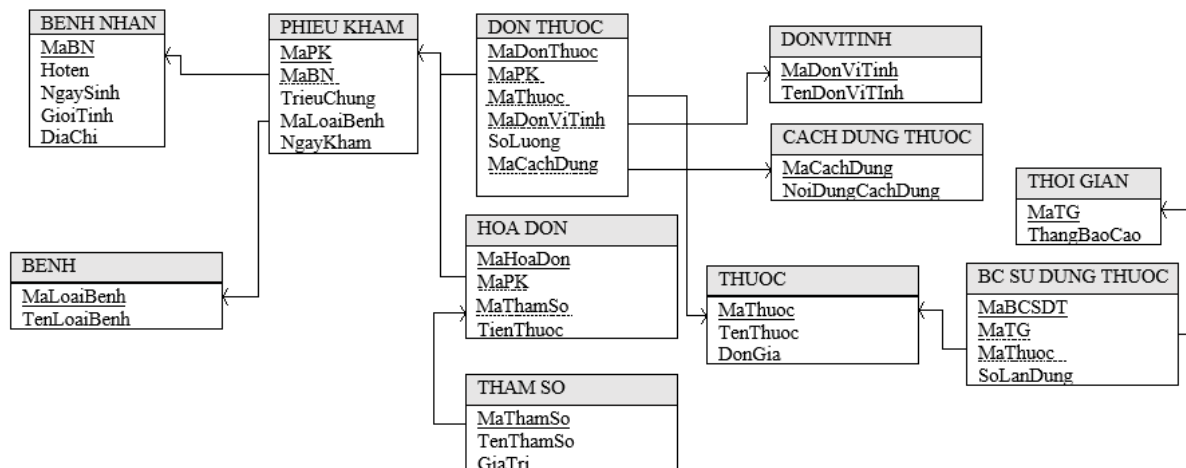 BENH NHAN
MaBN
Hoten
NgaySinh
GioiTinh
DiaChi
PHIEU KHAM
MaPK
MaBN
TrieuChung
MaLoaiBenh
NgayKham
DON THUOC
MaDonThuoc
MaPK
MaThuoc
MaDonViTinh
SoLuong
MaCachDung
DONVITINH
MaDonViTinh
TenDonViTInh
CACH DUNG THUOC
MaCachDung
NoiDungCachDung
THOI GIAN
MaTG
ThangBaoCao
BENH
MaLoaiBenh
TenLoaiBenh
HOA DON
MaHoaDon
MaPK
MaThamSo
TienThuoc
THUOC
MaThuoc
TenThuoc
DonGia
BC SU DUNG THUOC
MaBCSDT
MaTG
MaThuoc
SoLanDung
THAM SO
MaThamSo
TenThamSo
GiaTri